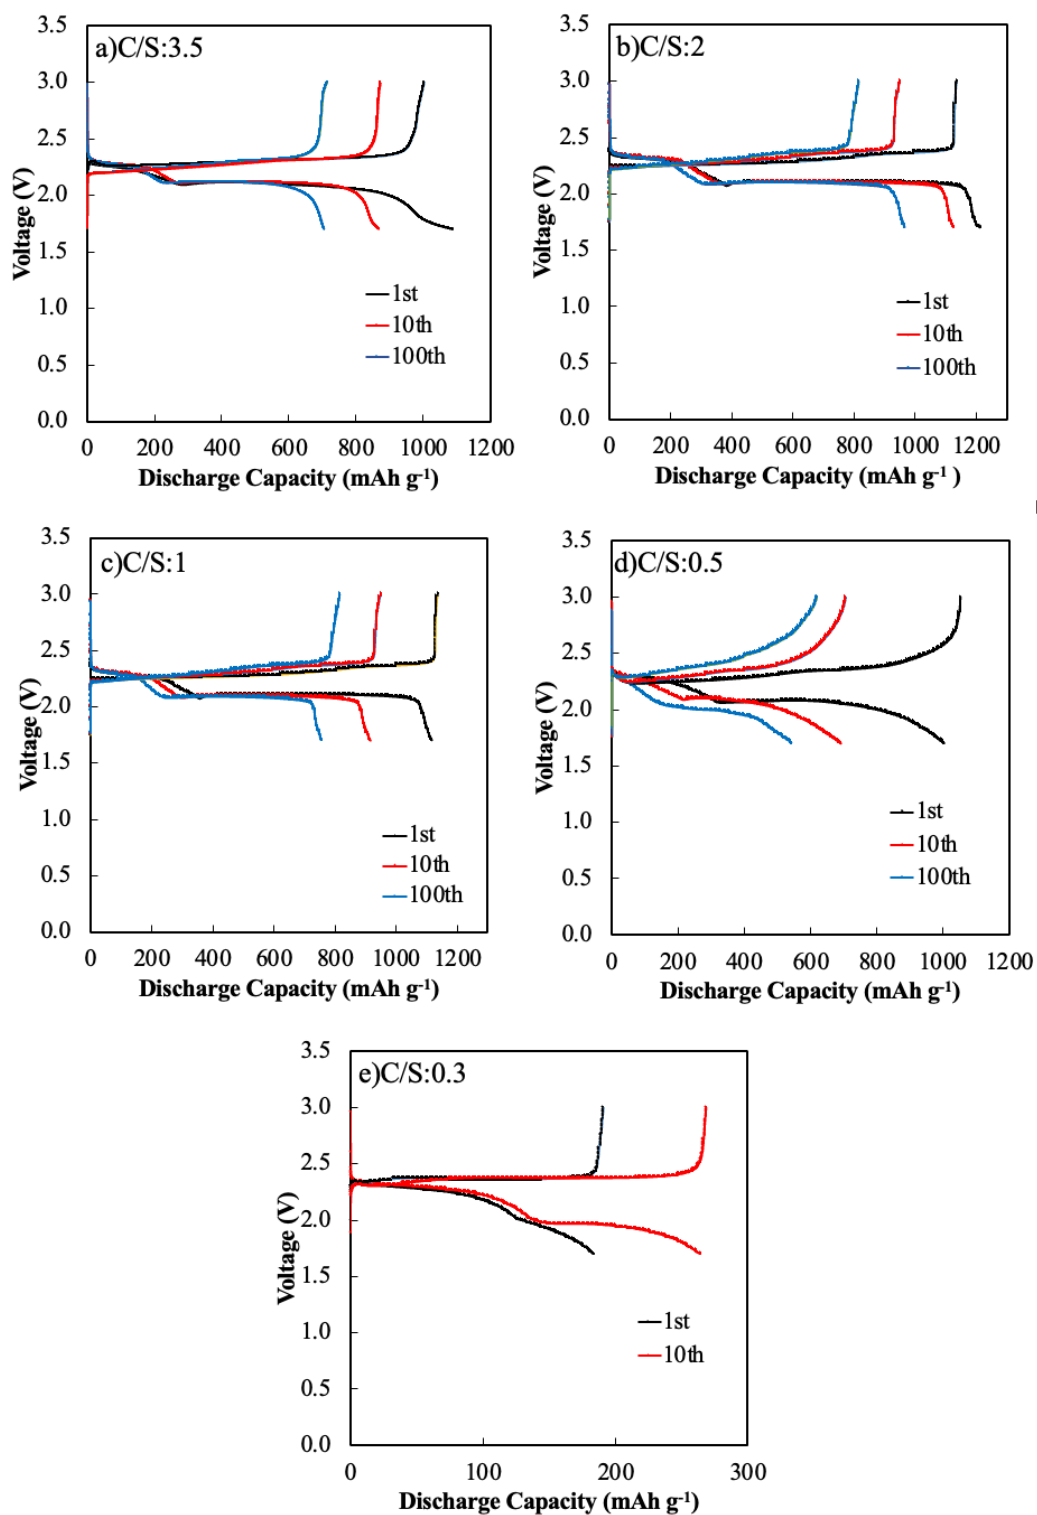 a)C/S:3.5
3.5
3.0
2.5
2.0
1.5
1.0
0.5
0.0
Voltage (V)
1st
10th
100th
0 200 400 600 800 1000 1200
Discharge Capacity (mAh g-1)
b)C/S:2
3.5
3.0
2.5
2.0
1.5
1.0
0.5
0.0
Voltage (V)
1st
10th
100th
0 200 400 600 800 1000 1200
Discharge Capacity (mAh g-1 )
c)C/S:1
3.5
3.0
2.5
2.0
1.5
1.0
0.5
0.0
Voltage (V)
1st
10th
100th
0 200 400 600 800 1000 1200
Discharge Capacity (mAh g-1)
d)C/S:0.5
3.5
3.0
2.5
2.0
1.5
1.0
0.5
0.0
Voltage (V)
1st
10th
100th
0 200 400 600 800 1000 1200
Discharge Capacity (mAh g-1)
e)C/S:0.3
3.5
3.0
2.5
2.0
1.5
1.0
0.5
0.0
Voltage (V)
1st
10th
0 100 200 300
Discharge Capacity (mAh g-1)